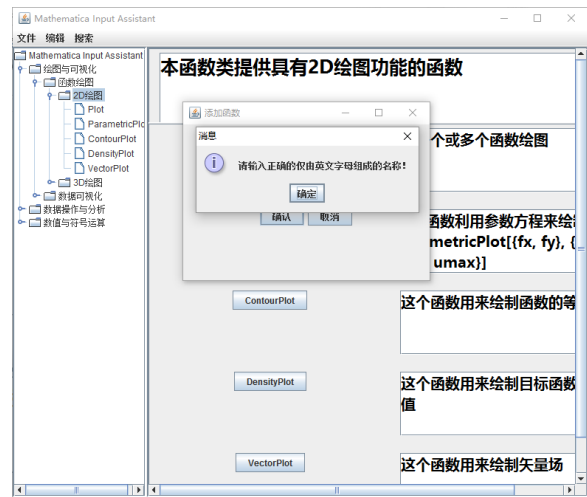 Mathematica Input Assistant
文件 编辑 搜索
Mathematica Input Assistant
绘图与可视化
函数绘图
2D绘图
Plot
ParametricPlo
ContourPlot
DensityPlot
VectorPlot
3D绘图
数据可视化
数据操作与分析
数值与符号运算
本函数类提供具有2D绘图功能的函数
添加函数
消息
请输入正确的仅由英文字母组成的名称!
确定
确认 取消
个或多个函数绘图
函数利用参数方程来绘
metricPlot[{fx, fy}, {
umax}]
ContourPlot
这个函数用来绘制函数的等
DensityPlot
这个函数用来绘制目标函数
值
VectorPlot
这个函数用来绘制矢量场